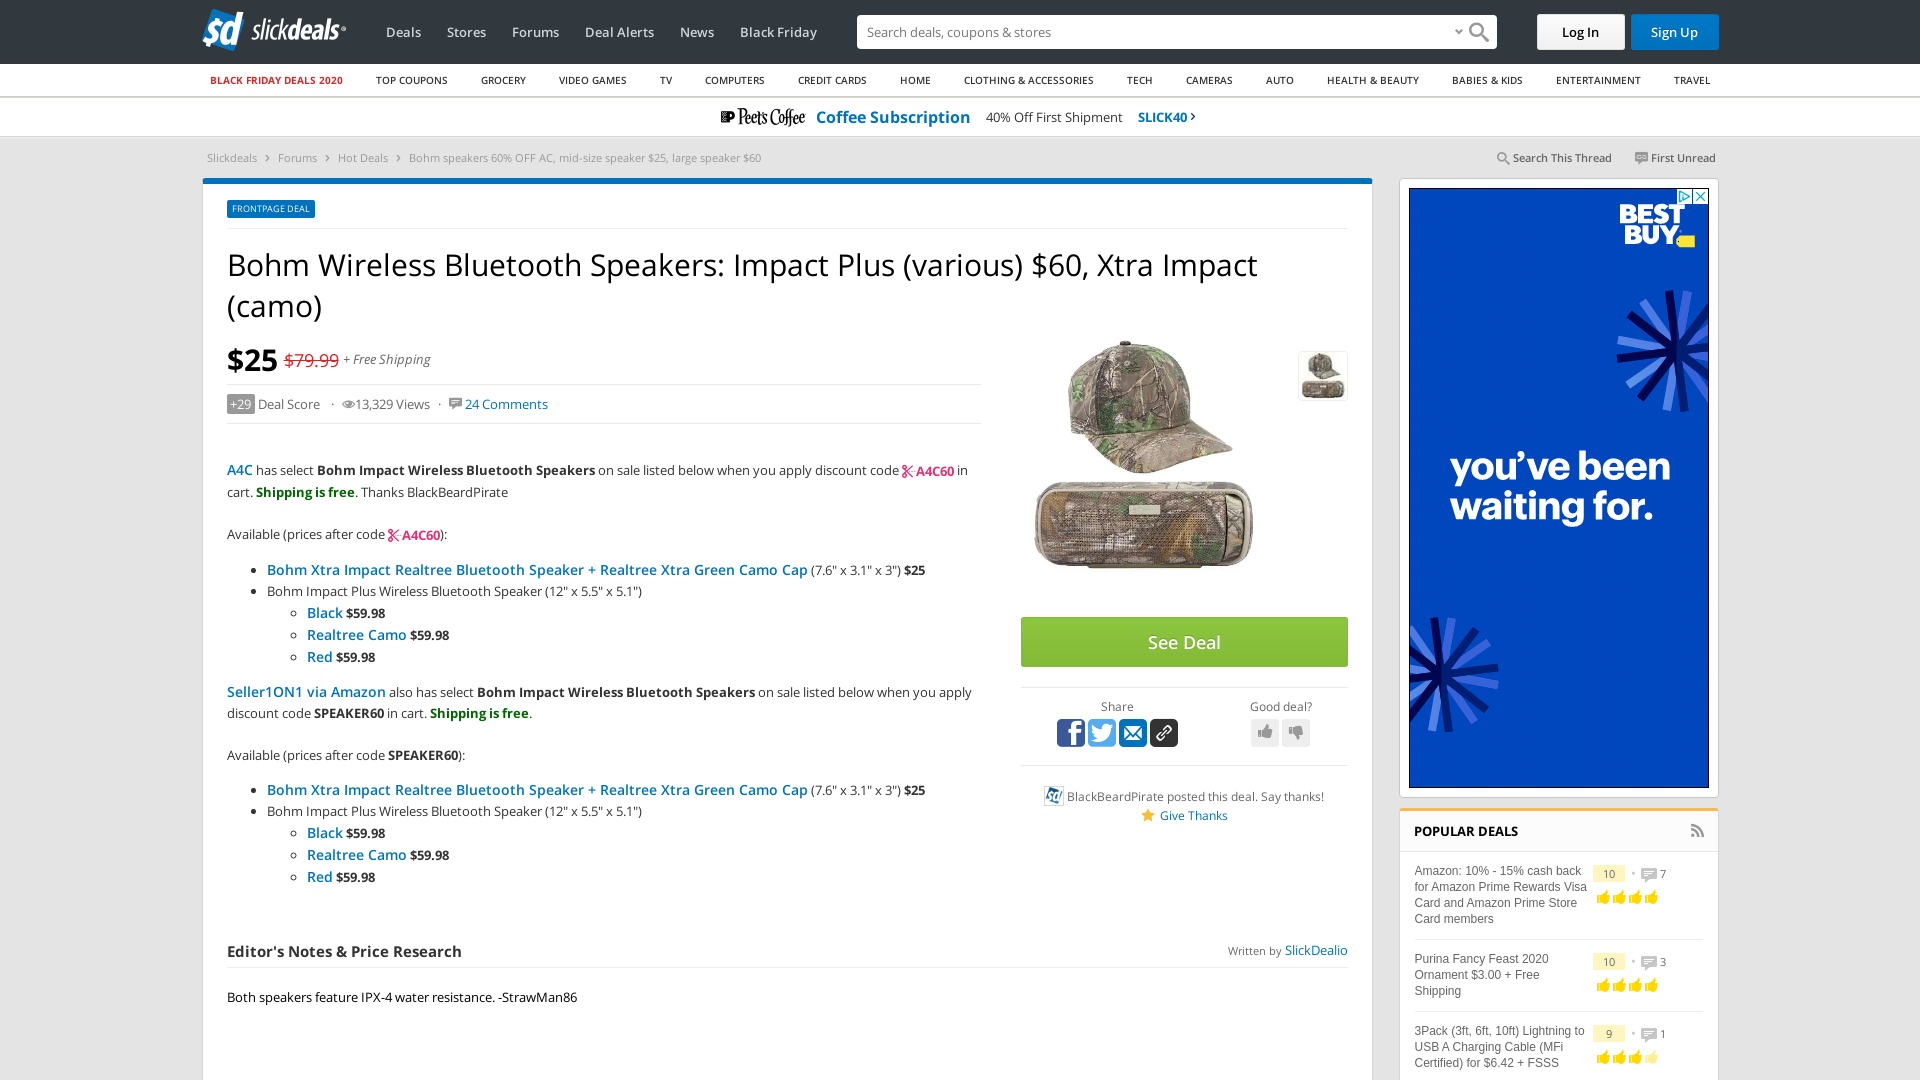 slickdeals®
Deals
Stores
Forums
Deal Alerts
News
Black Friday
Search deals, coupons & stores
Log In
Sign Up
BLACK FRIDAY DEALS 2020
TOP COUPONS
GROCERY
VIDEO GAMES
TV
COMPUTERS
CREDIT CARDS
HOME
CLOTHING & ACCESSORIES
TECH
CAMERAS
AUTO
HEALTH & BEAUTY
BABIES & KIDS
ENTERTAINMENT
TRAVEL
Peet's Coffee Coffee Subscription 40% Off First Shipment SLICK40 ›
Slickdeals › Forums › Hot Deals › Bohm speakers 60% OFF AC, mid-size speaker $25, large speaker $60
Search This Thread
First Unread
FRONTPAGE DEAL
Bohm Wireless Bluetooth Speakers: Impact Plus (various) $60, Xtra Impact
(camo)
$25 $79.99 + Free Shipping
+29 Deal Score · 13,329 Views · 24 Comments
A4C has select Bohm Impact Wireless Bluetooth Speakers on sale listed below when you apply discount code A4C60 in
cart. Shipping is free. Thanks BlackBeardPirate
Available (prices after code A4C60):
Bohm Xtra Impact Realtree Bluetooth Speaker + Realtree Xtra Green Camo Cap (7.6" x 3.1" x 3") $25
Bohm Impact Plus Wireless Bluetooth Speaker (12" x 5.5" x 5.1")
Black $59.98
Realtree Camo $59.98
Red $59.98
Seller1ON1 via Amazon also has select Bohm Impact Wireless Bluetooth Speakers on sale listed below when you apply
discount code SPEAKER60 in cart. Shipping is free.
Available (prices after code SPEAKER60):
Bohm Xtra Impact Realtree Bluetooth Speaker + Realtree Xtra Green Camo Cap (7.6" x 3.1" x 3") $25
Bohm Impact Plus Wireless Bluetooth Speaker (12" x 5.5" x 5.1")
Black $59.98
Realtree Camo $59.98
Red $59.98
See Deal
Share
Good deal?
BlackBeardPirate posted this deal. Say thanks!
Give Thanks
Editor's Notes & Price Research
Written by SlickDealio
Both speakers feature IPX-4 water resistance. -StrawMan86
BEST
BUY
you've been
waiting for.
POPULAR DEALS
Amazon: 10% - 15% cash back
for Amazon Prime Rewards Visa
Card and Amazon Prime Store
Card members
10 • 7
Purina Fancy Feast 2020
Ornament $3.00 + Free
Shipping
10 • 3
3Pack (3ft, 6ft, 10ft) Lightning to
USB A Charging Cable (MFi
Certified) for $6.42 + FSSS
9 • 1